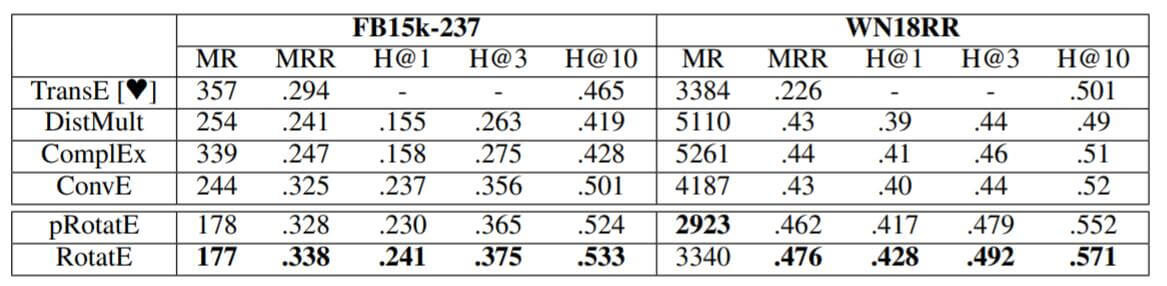 FB15k-237 WN18RR
MR MRR H@1 H@3 H@10 MR MRR H@1 H@3 H@10
TransE [♥] 357 .294 - - .465 3384 .226 - - .501
DistMult 254 .241 .155 .263 .419 5110 .43 .39 .44 .49
ComplEx 339 .247 .158 .275 .428 5261 .44 .41 .46 .51
ConvE 244 .325 .237 .356 .501 4187 .43 .40 .44 .52
pRotatE 178 .328 .230 .365 .524 2923 .462 .417 .479 .552
RotatE 177 .338 .241 .375 .533 3340 .476 .428 .492 .571